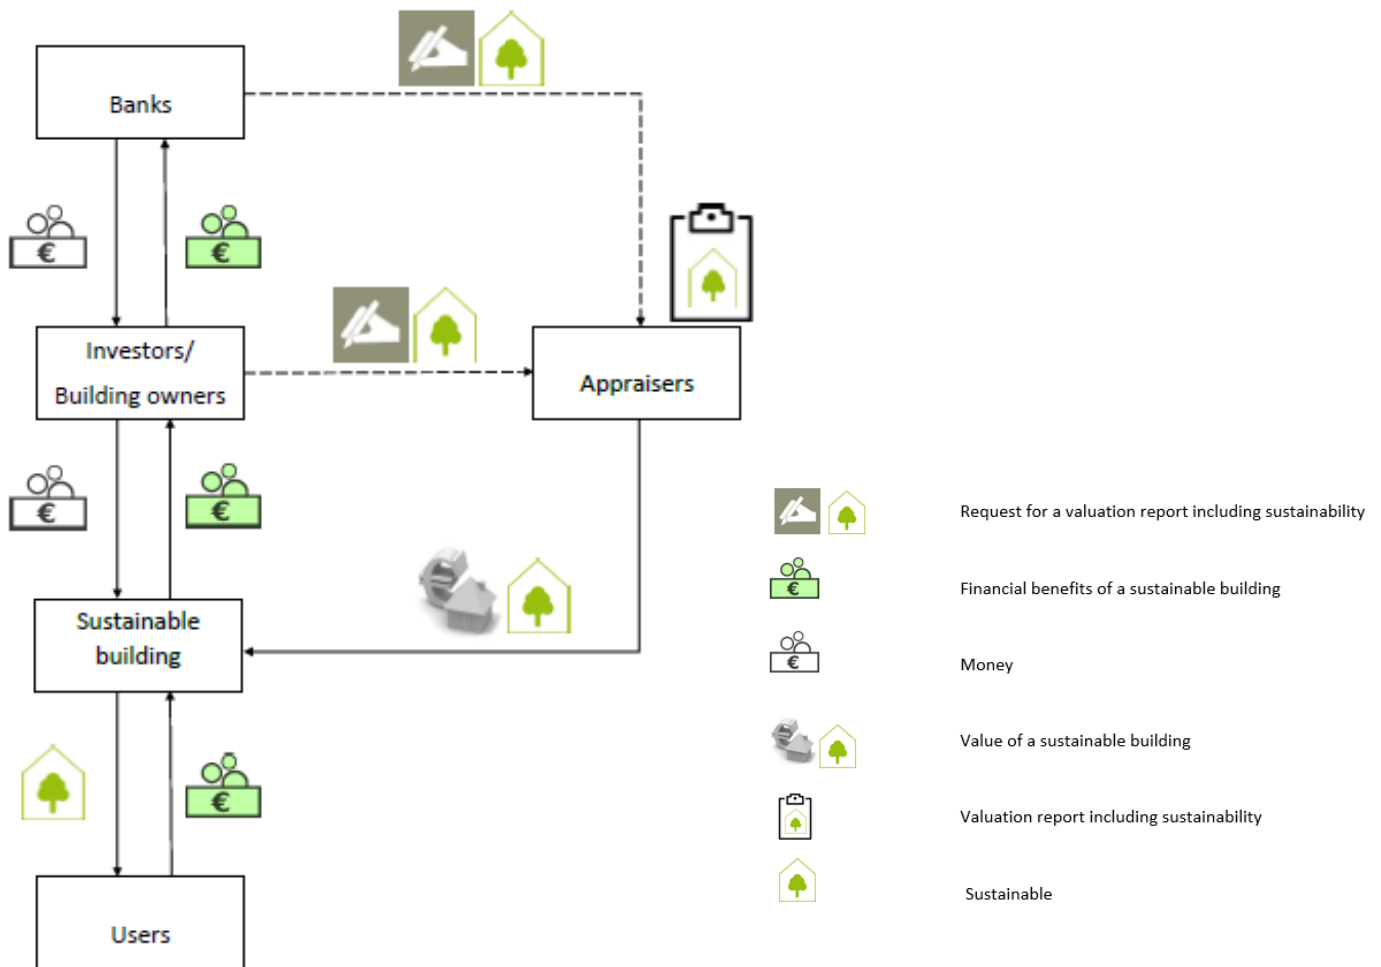 Banks
€
€
Investors/
Building owners
Appraisers
€
€
Sustainable
building
€
Users
Request for a valuation report including sustainability
€
Financial benefits of a sustainable building
€
Money
Value of a sustainable building
Valuation report including sustainability
Sustainable